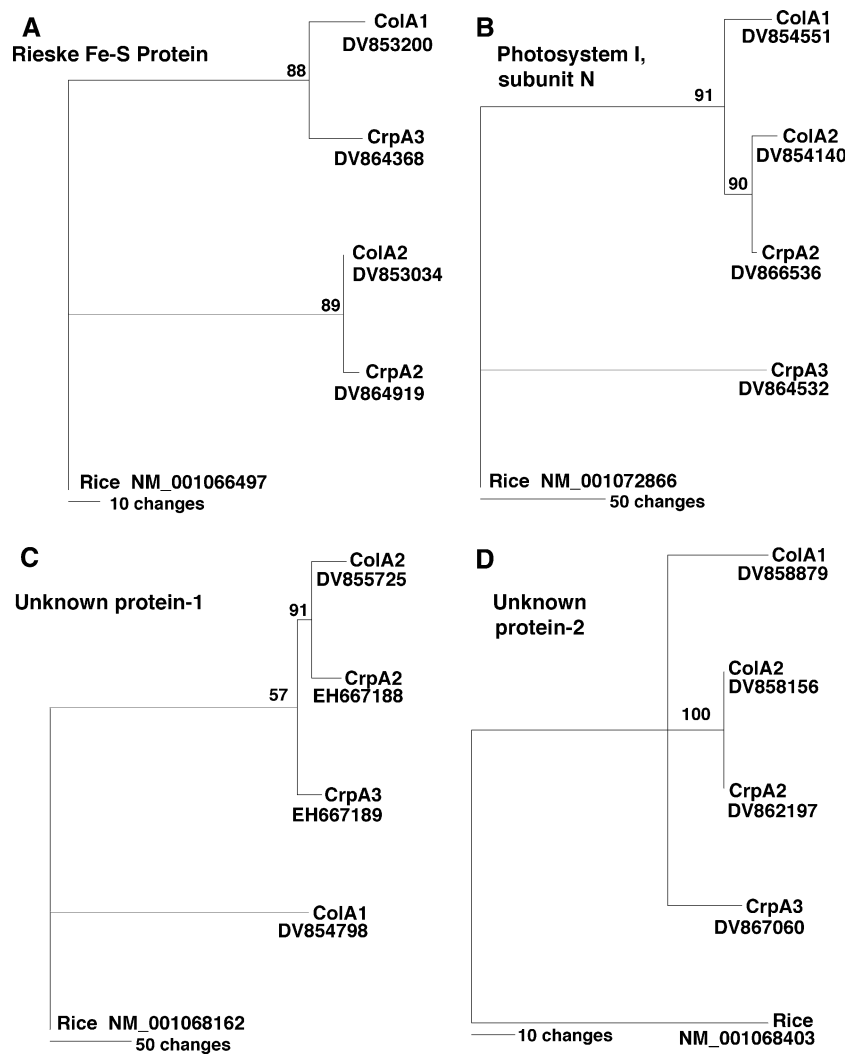 A
Rieske Fe-S Protein
ColA1
DV853200
88
CrpA3
DV864368
ColA2
DV853034
89
CrpA2
DV864919
Rice NM_001066497
10 changes
B
Photosystem I,
subunit N
ColA1
DV854551
91
ColA2
DV854140
90
CrpA2
DV866536
CrpA3
DV864532
Rice NM_001072866
50 changes
C
Unknown protein-1
ColA2
DV855725
91
CrpA2
EH667188
57
CrpA3
EH667189
ColA1
DV854798
Rice NM_001068162
50 changes
D
Unknown
protein-2
ColA1
DV858879
ColA2
DV858156
100
CrpA2
DV862197
CrpA3
DV867060
Rice
NM_001068403
10 changes